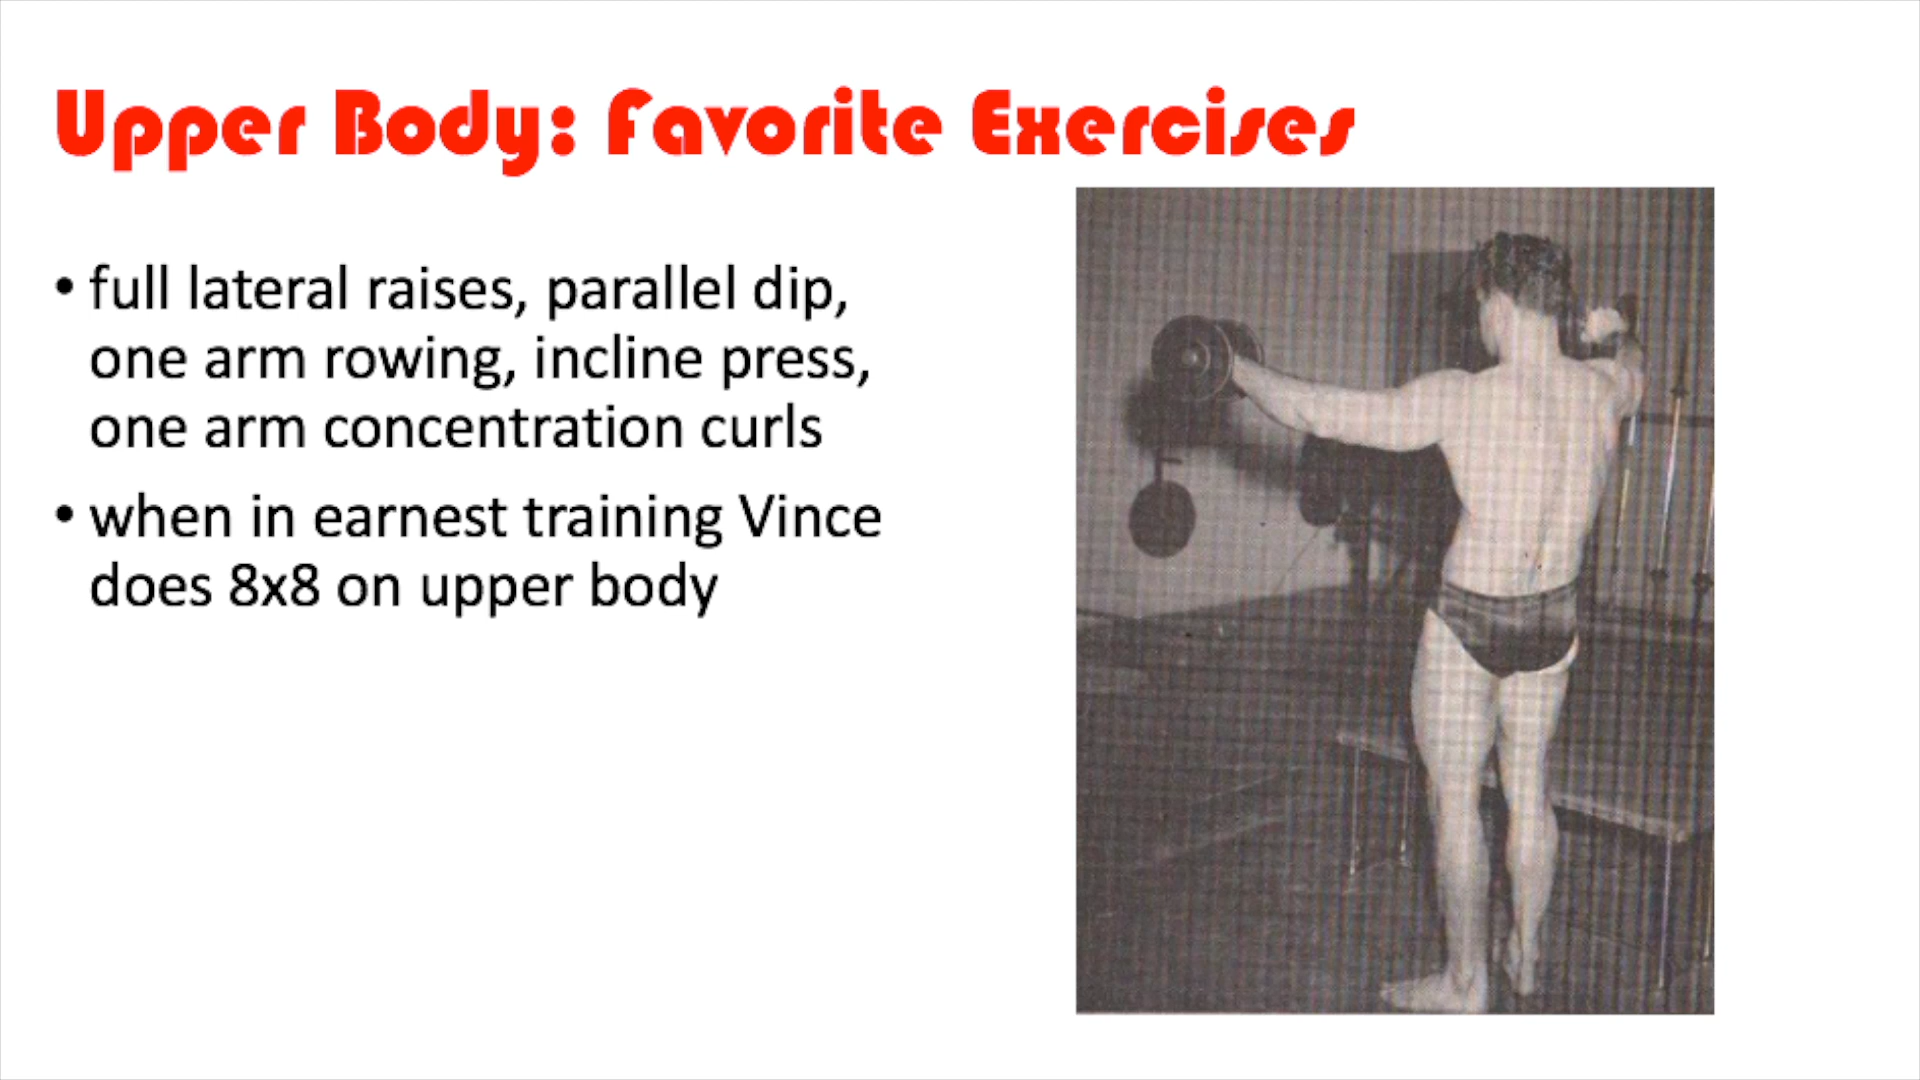 Upper Body: Favorite Exercises
• full lateral raises, parallel dip,
one arm rowing, incline press,
one arm concentration curls
• when in earnest training Vince
does 8x8 on upper body